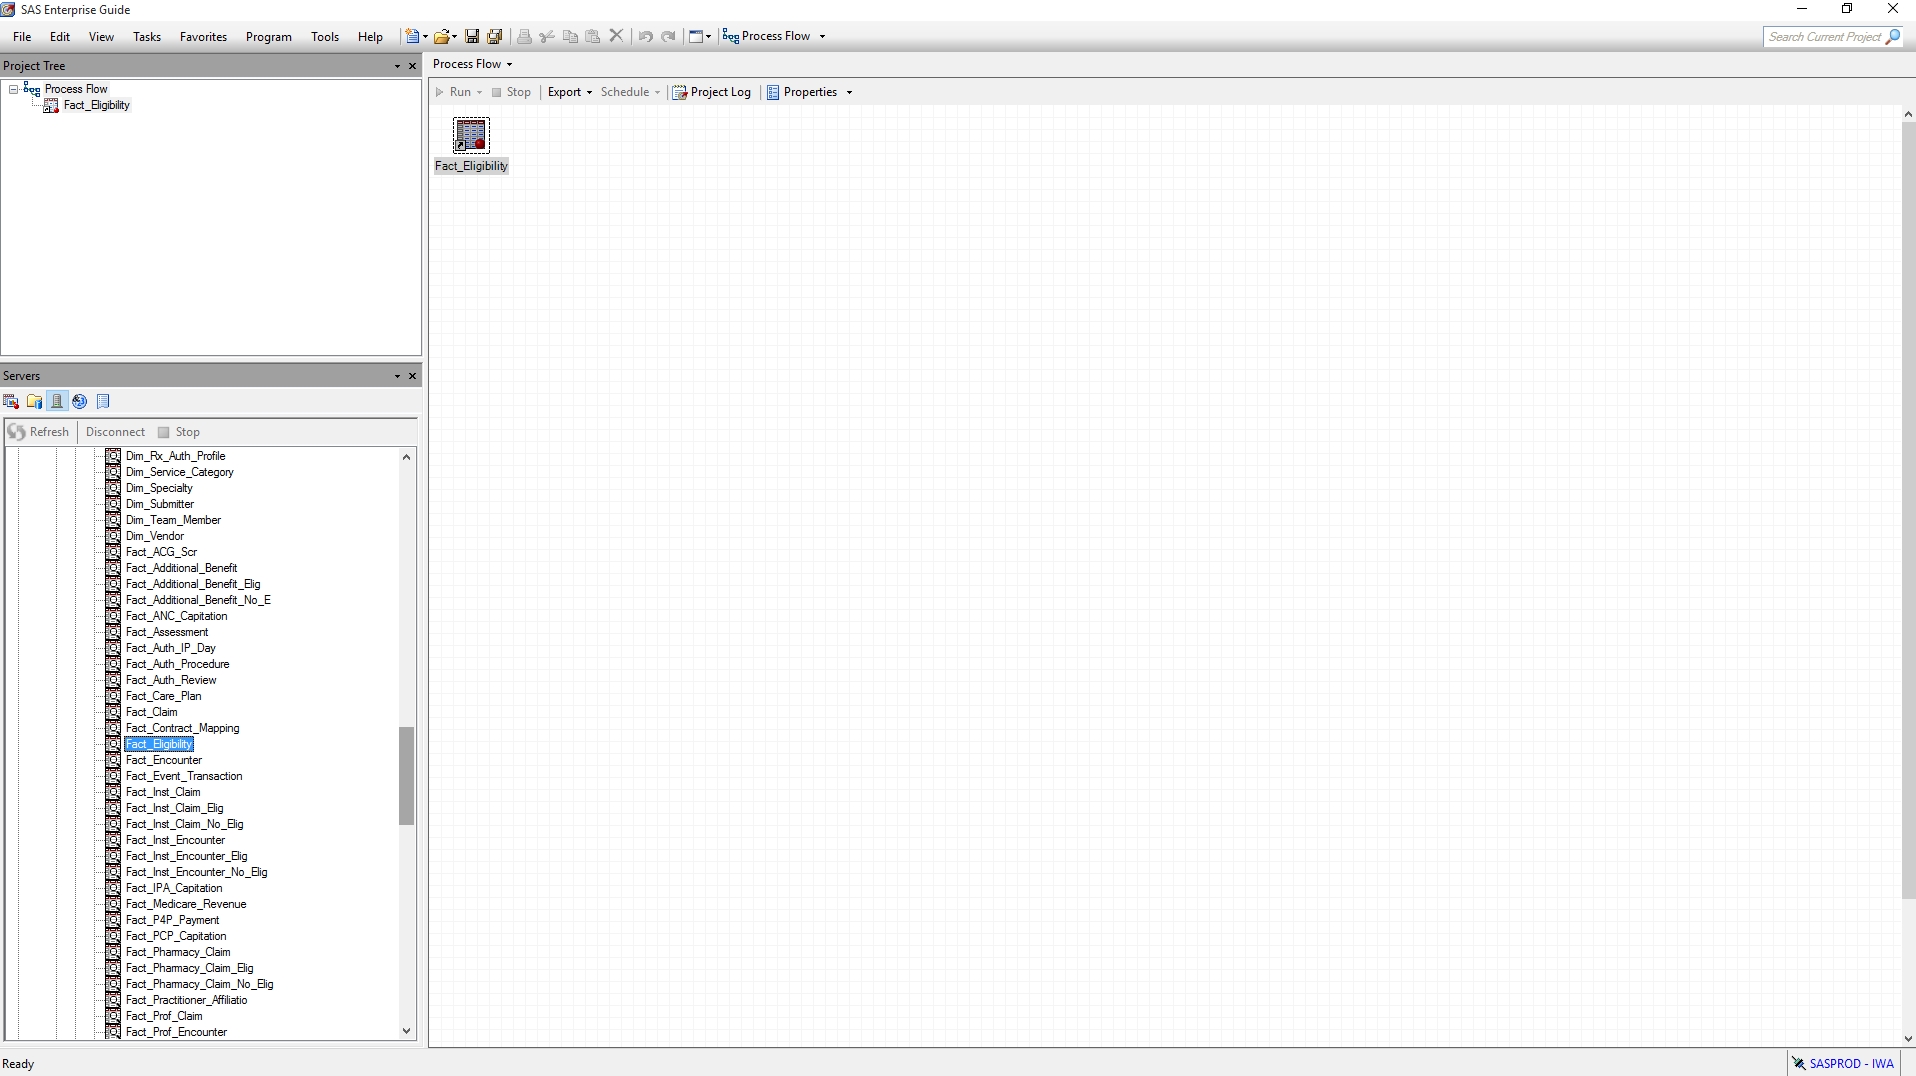 SAS Enterprise Guide
File Edit View Tasks Favorites Program Tools Help Process Flow Search Current Project
Project Tree
Process Flow
Fact_Eligibility
Process Flow
Run Stop Export Schedule Project Log Properties
Fact_Eligibility
Servers
Refresh Disconnect Stop
Dim_Rx_Auth_Profile
Dim_Service_Category
Dim_Specialty
Dim_Submitter
Dim_Team_Member
Dim_Vendor
Fact_ACG_Scr
Fact_Additional_Benefit
Fact_Additional_Benefit_Elig
Fact_Additional_Benefit_No_E
Fact_ANC_Capitation
Fact_Assessment
Fact_Auth_IP_Day
Fact_Auth_Procedure
Fact_Auth_Review
Fact_Care_Plan
Fact_Claim
Fact_Contract_Mapping
Fact_Eligibility
Fact_Encounter
Fact_Event_Transaction
Fact_Inst_Claim
Fact_Inst_Claim_Elig
Fact_Inst_Claim_No_Elig
Fact_Inst_Encounter
Fact_Inst_Encounter_Elig
Fact_Inst_Encounter_No_Elig
Fact_IPA_Capitation
Fact_Medicare_Revenue
Fact_P4P_Payment
Fact_PCP_Capitation
Fact_Pharmacy_Claim
Fact_Pharmacy_Claim_Elig
Fact_Pharmacy_Claim_No_Elig
Fact_Practitioner_Affiliatio
Fact_Prof_Claim
Fact_Prof_Encounter
Ready
SASPROD - IWA